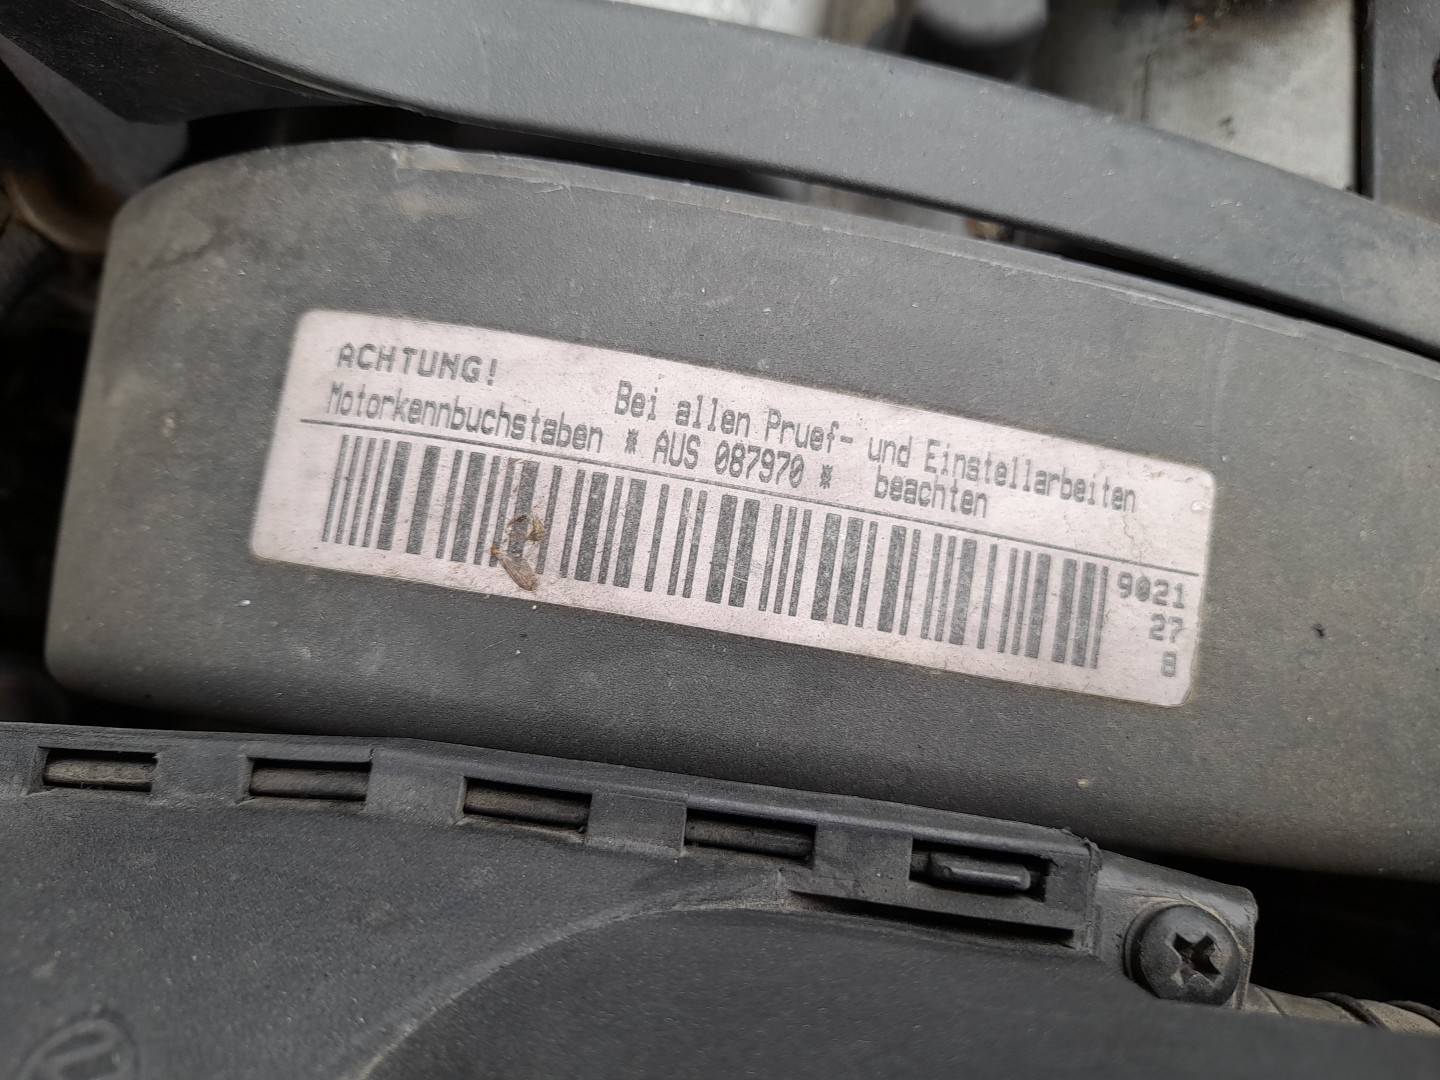 ACHTUNG! Bei allen Pruef- und Einstellarbeiten
Motorkennbuchstaben * AUS 087970 * beachten
9021
27
8